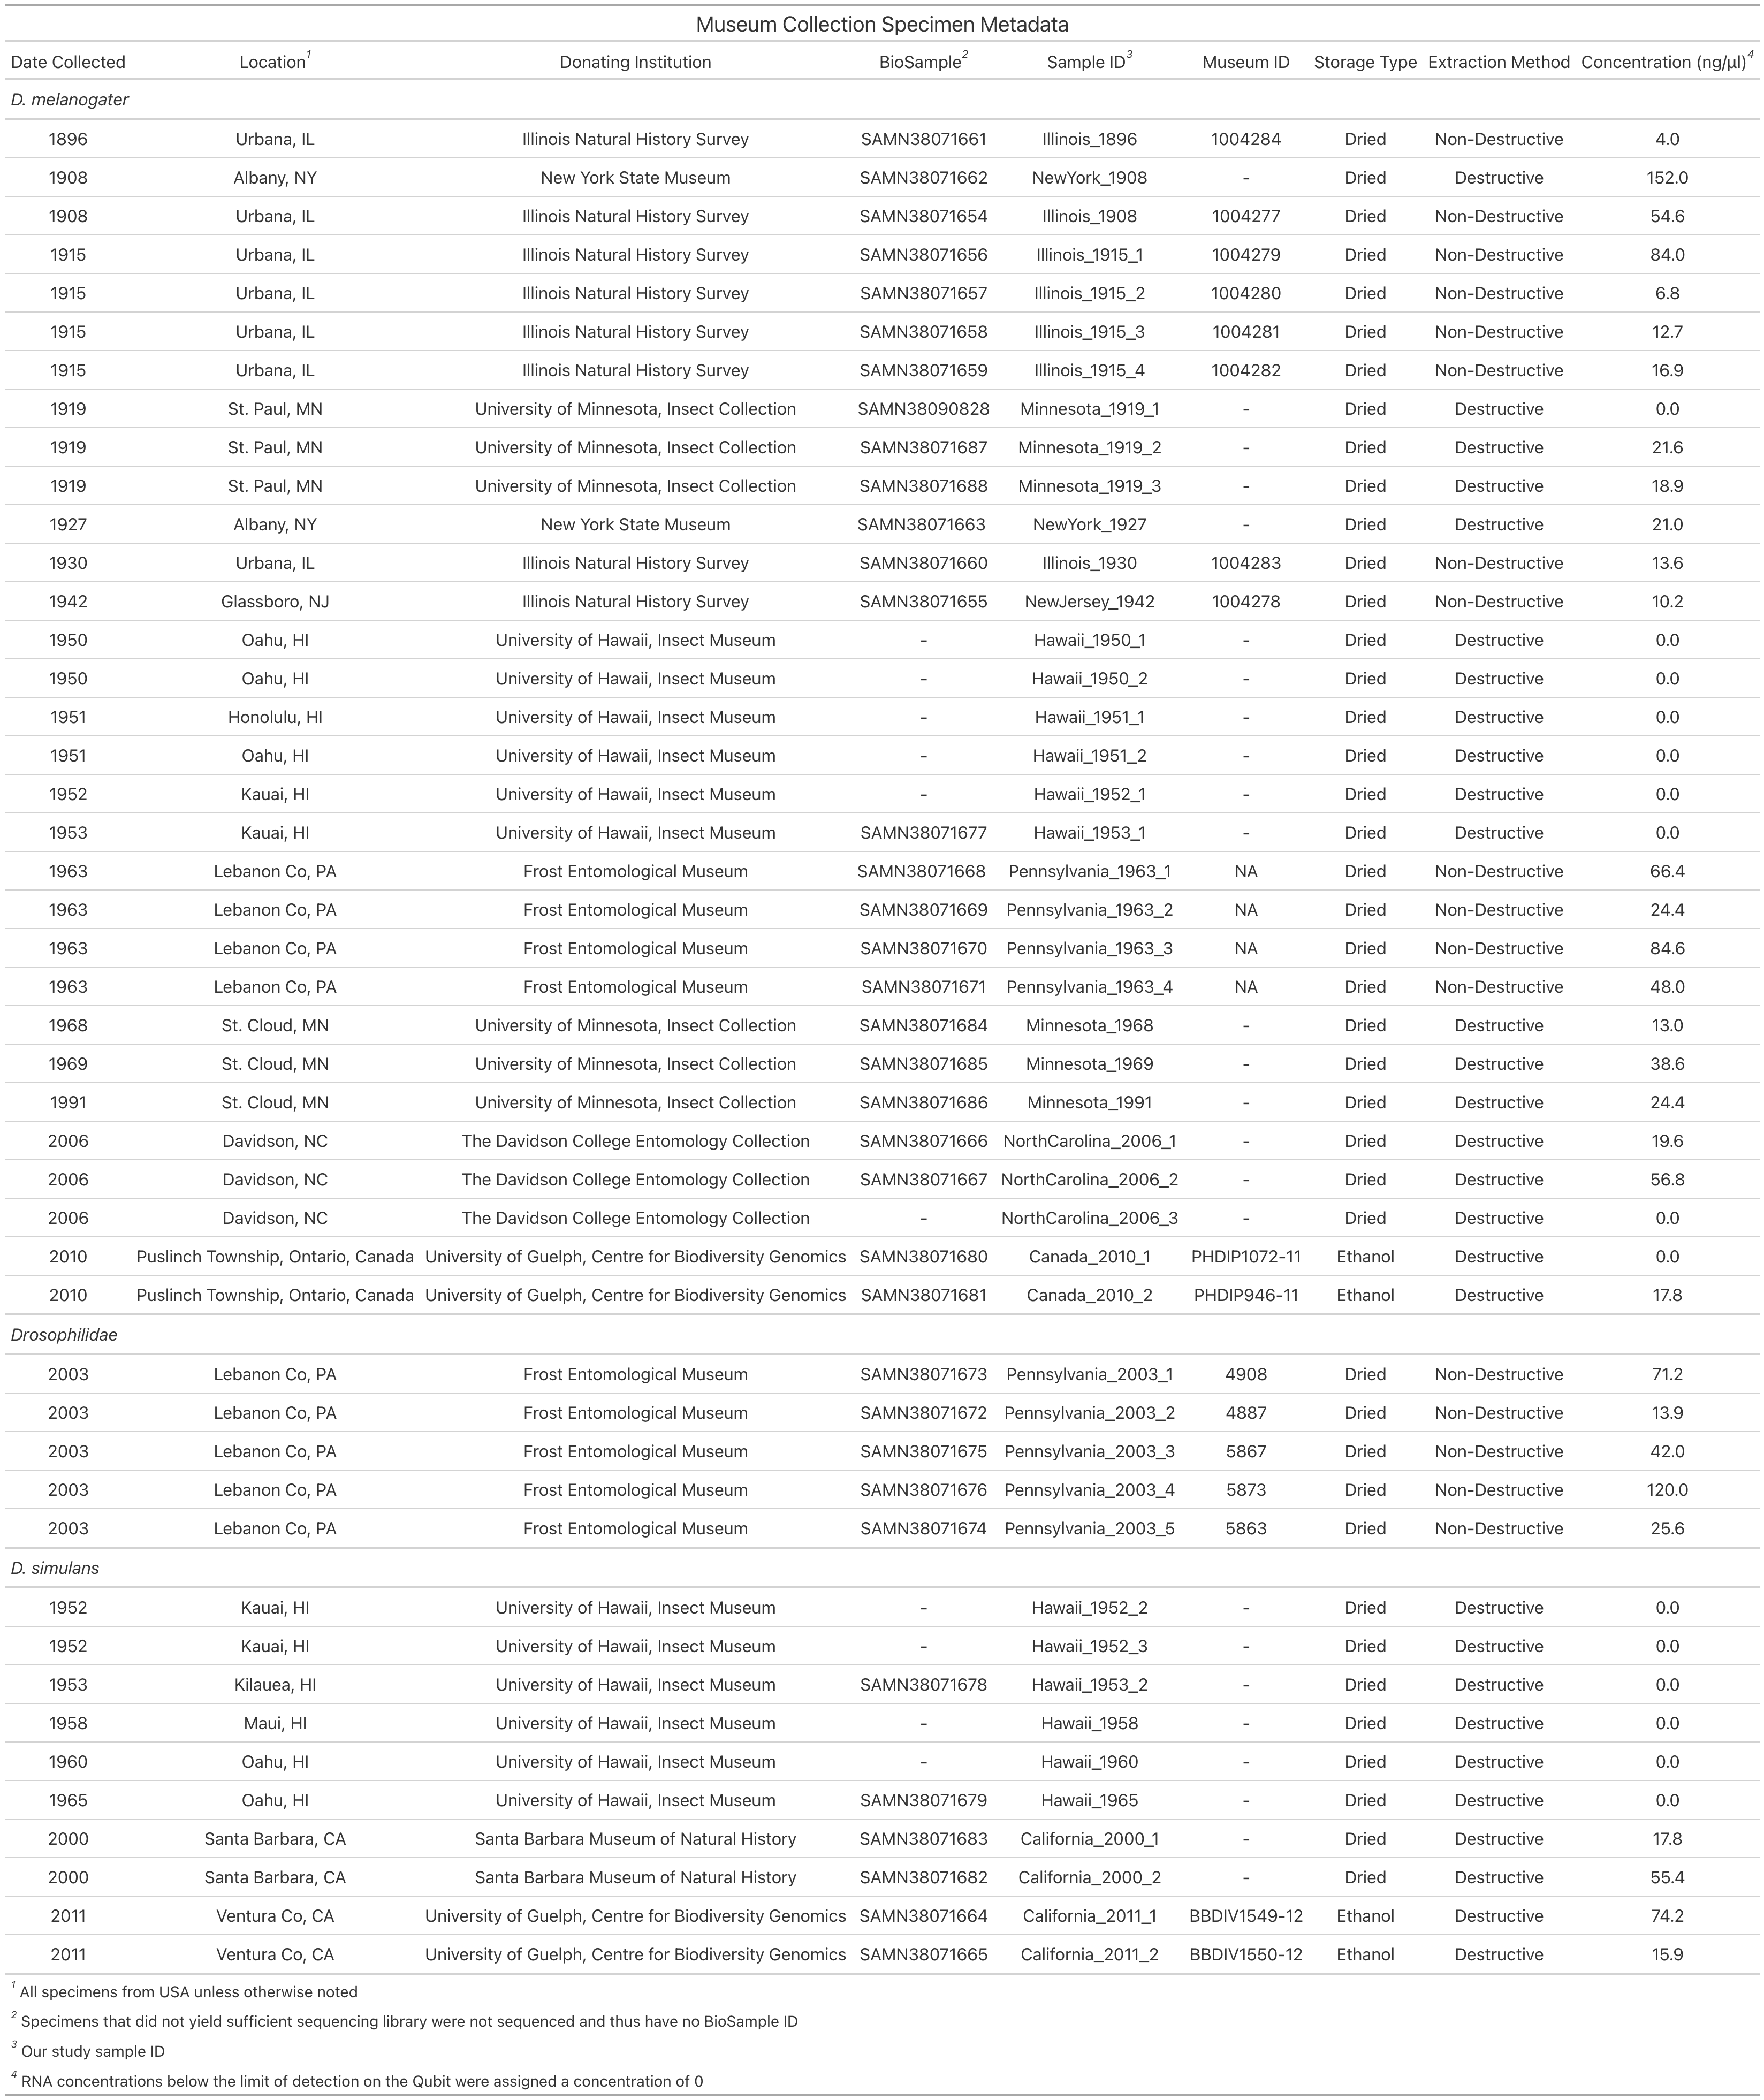 Museum Collection Specimen Metadata
Date Collected Location1 Donating Institution BioSample2 Sample ID3 Museum ID Storage Type Extraction Method Concentration (ng/µl)4
D. melanogater
1896 Urbana, IL Illinois Natural History Survey SAMN38071661 Illinois_1896 1004284 Dried Non-Destructive 4.0
1908 Albany, NY New York State Museum SAMN38071662 NewYork_1908 - Dried Destructive 152.0
1908 Urbana, IL Illinois Natural History Survey SAMN38071654 Illinois_1908 1004277 Dried Non-Destructive 54.6
1915 Urbana, IL Illinois Natural History Survey SAMN38071656 Illinois_1915_1 1004279 Dried Non-Destructive 84.0
1915 Urbana, IL Illinois Natural History Survey SAMN38071657 Illinois_1915_2 1004280 Dried Non-Destructive 6.8
1915 Urbana, IL Illinois Natural History Survey SAMN38071658 Illinois_1915_3 1004281 Dried Non-Destructive 12.7
1915 Urbana, IL Illinois Natural History Survey SAMN38071659 Illinois_1915_4 1004282 Dried Non-Destructive 16.9
1919 St. Paul, MN University of Minnesota, Insect Collection SAMN38090828 Minnesota_1919_1 - Dried Destructive 0.0
1919 St. Paul, MN University of Minnesota, Insect Collection SAMN38071687 Minnesota_1919_2 - Dried Destructive 21.6
1919 St. Paul, MN University of Minnesota, Insect Collection SAMN38071688 Minnesota_1919_3 - Dried Destructive 18.9
1927 Albany, NY New York State Museum SAMN38071663 NewYork_1927 - Dried Destructive 21.0
1930 Urbana, IL Illinois Natural History Survey SAMN38071660 Illinois_1930 1004283 Dried Non-Destructive 13.6
1942 Glassboro, NJ Illinois Natural History Survey SAMN38071655 NewJersey_1942 1004278 Dried Non-Destructive 10.2
1950 Oahu, HI University of Hawaii, Insect Museum - Hawaii_1950_1 - Dried Destructive 0.0
1950 Oahu, HI University of Hawaii, Insect Museum - Hawaii_1950_2 - Dried Destructive 0.0
1951 Honolulu, HI University of Hawaii, Insect Museum - Hawaii_1951_1 - Dried Destructive 0.0
1951 Oahu, HI University of Hawaii, Insect Museum - Hawaii_1951_2 - Dried Destructive 0.0
1952 Kauai, HI University of Hawaii, Insect Museum - Hawaii_1952_1 - Dried Destructive 0.0
1953 Kauai, HI University of Hawaii, Insect Museum SAMN38071677 Hawaii_1953_1 - Dried Destructive 0.0
1963 Lebanon Co, PA Frost Entomological Museum SAMN38071668 Pennsylvania_1963_1 NA Dried Non-Destructive 66.4
1963 Lebanon Co, PA Frost Entomological Museum SAMN38071669 Pennsylvania_1963_2 NA Dried Non-Destructive 24.4
1963 Lebanon Co, PA Frost Entomological Museum SAMN38071670 Pennsylvania_1963_3 NA Dried Non-Destructive 84.6
1963 Lebanon Co, PA Frost Entomological Museum SAMN38071671 Pennsylvania_1963_4 NA Dried Non-Destructive 48.0
1968 St. Cloud, MN University of Minnesota, Insect Collection SAMN38071684 Minnesota_1968 - Dried Destructive 13.0
1969 St. Cloud, MN University of Minnesota, Insect Collection SAMN38071685 Minnesota_1969 - Dried Destructive 38.6
1991 St. Cloud, MN University of Minnesota, Insect Collection SAMN38071686 Minnesota_1991 - Dried Destructive 24.4
2006 Davidson, NC The Davidson College Entomology Collection SAMN38071666 NorthCarolina_2006_1 - Dried Destructive 19.6
2006 Davidson, NC The Davidson College Entomology Collection SAMN38071667 NorthCarolina_2006_2 - Dried Destructive 56.8
2006 Davidson, NC The Davidson College Entomology Collection - NorthCarolina_2006_3 - Dried Destructive 0.0
2010 Puslinch Township, Ontario, Canada University of Guelph, Centre for Biodiversity Genomics SAMN38071680 Canada_2010_1 PHDIP1072-11 Ethanol Destructive 0.0
2010 Puslinch Township, Ontario, Canada University of Guelph, Centre for Biodiversity Genomics SAMN38071681 Canada_2010_2 PHDIP946-11 Ethanol Destructive 17.8
Drosophilidae
2003 Lebanon Co, PA Frost Entomological Museum SAMN38071673 Pennsylvania_2003_1 4908 Dried Non-Destructive 71.2
2003 Lebanon Co, PA Frost Entomological Museum SAMN38071672 Pennsylvania_2003_2 4887 Dried Non-Destructive 13.9
2003 Lebanon Co, PA Frost Entomological Museum SAMN38071675 Pennsylvania_2003_3 5867 Dried Non-Destructive 42.0
2003 Lebanon Co, PA Frost Entomological Museum SAMN38071676 Pennsylvania_2003_4 5873 Dried Non-Destructive 120.0
2003 Lebanon Co, PA Frost Entomological Museum SAMN38071674 Pennsylvania_2003_5 5863 Dried Non-Destructive 25.6
D. simulans
1952 Kauai, HI University of Hawaii, Insect Museum - Hawaii_1952_2 - Dried Destructive 0.0
1952 Kauai, HI University of Hawaii, Insect Museum - Hawaii_1952_3 - Dried Destructive 0.0
1953 Kilauea, HI University of Hawaii, Insect Museum SAMN38071678 Hawaii_1953_2 - Dried Destructive 0.0
1958 Maui, HI University of Hawaii, Insect Museum - Hawaii_1958 - Dried Destructive 0.0
1960 Oahu, HI University of Hawaii, Insect Museum - Hawaii_1960 - Dried Destructive 0.0
1965 Oahu, HI University of Hawaii, Insect Museum SAMN38071679 Hawaii_1965 - Dried Destructive 0.0
2000 Santa Barbara, CA Santa Barbara Museum of Natural History SAMN38071683 California_2000_1 - Dried Destructive 17.8
2000 Santa Barbara, CA Santa Barbara Museum of Natural History SAMN38071682 California_2000_2 - Dried Destructive 55.4
2011 Ventura Co, CA University of Guelph, Centre for Biodiversity Genomics SAMN38071664 California_2011_1 BBDIV1549-12 Ethanol Destructive 74.2
2011 Ventura Co, CA University of Guelph, Centre for Biodiversity Genomics SAMN38071665 California_2011_2 BBDIV1550-12 Ethanol Destructive 15.9
1 All specimens from USA unless otherwise noted
2 Specimens that did not yield sufficient sequencing library were not sequenced and thus have no BioSample ID
3 Our study sample ID
4 RNA concentrations below the limit of detection on the Qubit were assigned a concentration of 0